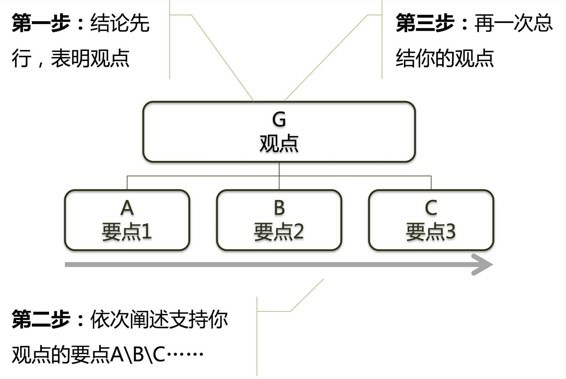 第一步：结论先
行，表明观点
第三步：再一次总
结你的观点
G
观点
A
要点1
B
要点2
C
要点3
第二步：依次阐述支持你
观点的要点A\B\C……